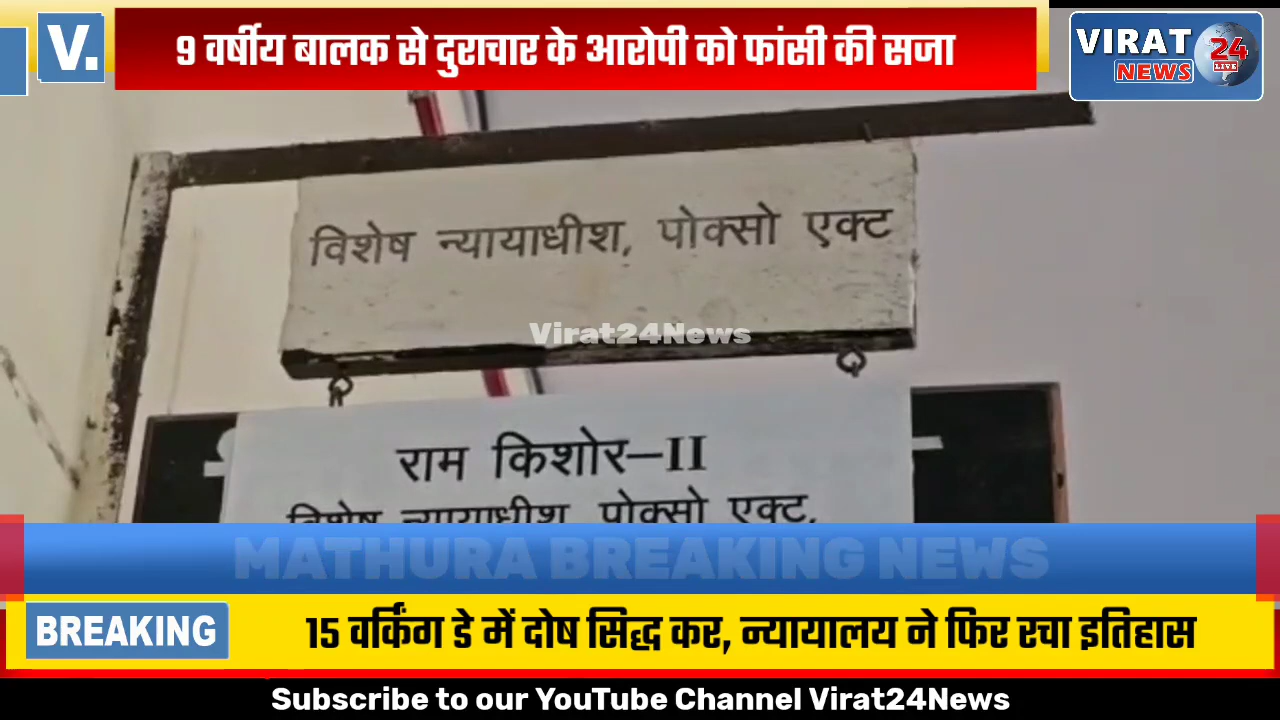 V.
9 वर्षीय बालक से दुराचार के आरोपी को फांसी की सजा
VIRAT 24
NEWS LIVE
विशेष न्यायाधीश, पोक्सो एक्ट
Virat24News
राम किशोर-II
विशेष न्यायाधीश, पोक्सो एक्ट,
MATHURA BREAKING NEWS
BREAKING
15 वर्किंग डे में दोष सिद्ध कर, न्यायालय ने फिर रचा इतिहास
Subscribe to our YouTube Channel Virat24News